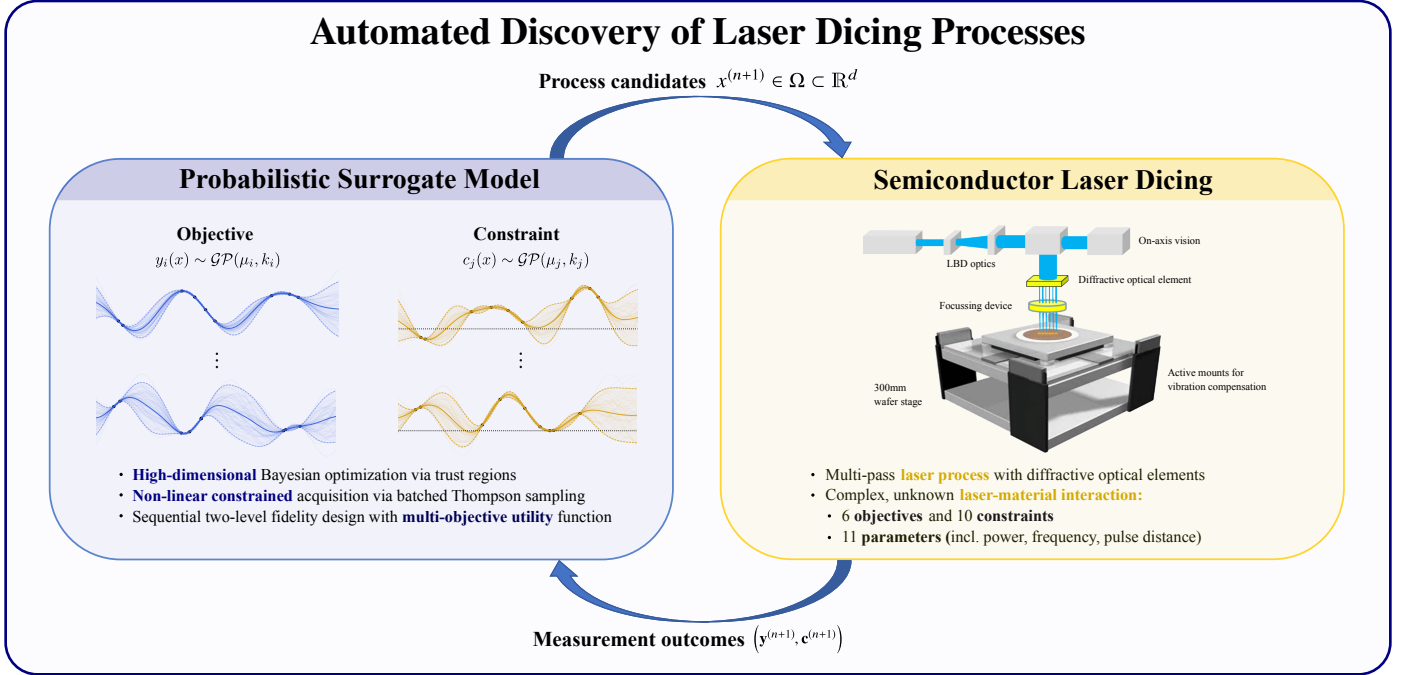 Automated Discovery of Laser Dicing Processes
Process candidates x^{(n+1)} ∈ Ω ⊂ ℝ^d
Probabilistic Surrogate Model
Objective
y_i(x) ∼ 𝒢𝒫(μ_i, k_i)
Constraint
c_j(x) ∼ 𝒢𝒫(μ_j, k_j)
⋮
⋮
• High-dimensional Bayesian optimization via trust regions
• Non-linear constrained acquisition via batched Thompson sampling
• Sequential two-level fidelity design with multi-objective utility function
Semiconductor Laser Dicing
On-axis vision
LBD optics
Diffractive optical element
Focussing device
300mm
wafer stage
Active mounts for
vibration compensation
• Multi-pass laser process with diffractive optical elements
• Complex, unknown laser-material interaction:
• 6 objectives and 10 constraints
• 11 parameters (incl. power, frequency, pulse distance)
Measurement outcomes (y^{(n+1)}, c^{(n+1)})